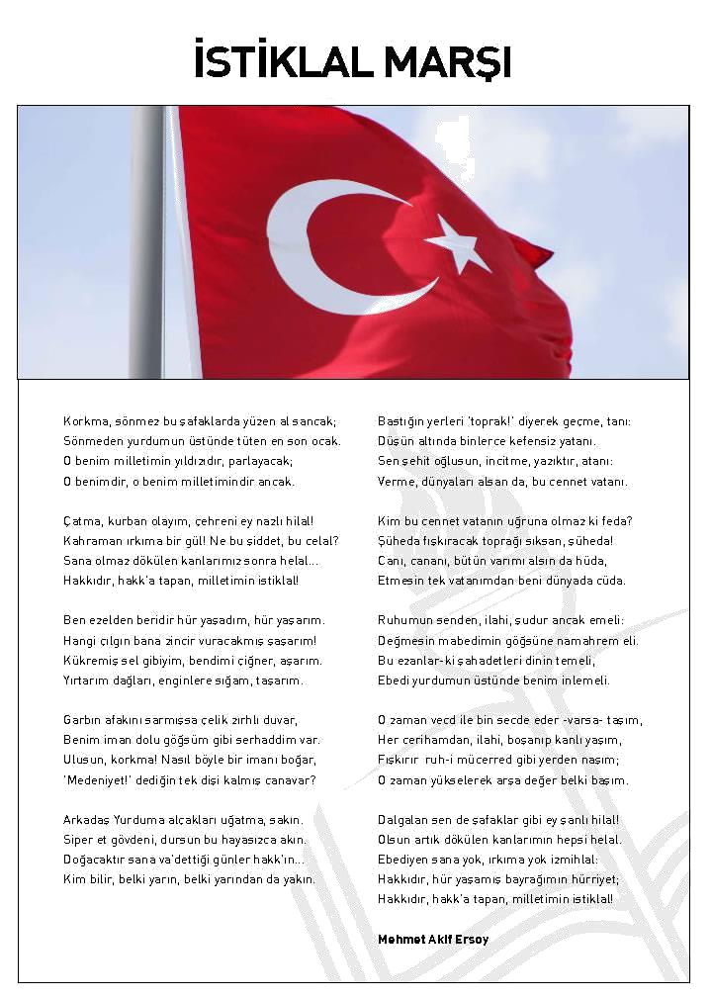 İSTİKLAL MARŞI
Korkma, sönmez bu şafaklarda yüzen al sancak;
Sönmeden yurdumun üstünde tüten en son ocak.
O benim milletimin yıldızıdır, parlayacak;
O benimdir, o benim milletimindir ancak.
Çatma, kurban olayım, çehreni ey nazlı hilal!
Kahraman ırkıma bir gül! Ne bu şiddet, bu celal?
Sana olmaz dökülen kanlarımız sonra helal...
Hakkıdır, hakk'a tapan, milletimin istiklal!
Ben ezelden beridir hür yaşadım, hür yaşarım.
Hangi çılgın bana zincir vuracakmış şaşarım!
Kükremiş sel gibiyim, bendimi çiğner, aşarım.
Yırtarım dağları, enginlere sığam, taşarım.
Garbın afakını sarmışsa çelik zırhlı duvar,
Benim iman dolu göğsüm gibi serhaddim var.
Ulusun, korkma! Nasıl böyle bir imanı boğar,
'Medeniyet!' dediğin tek dişi kalmış canavar?
Arkadaş Yurduma alçakları uğatma, sakın.
Siper et gövdeni, dursun bu hayasızca akın.
Doğacaktır sana va'dettiği günler hakk'ın...
Kim bilir, belki yarın, belki yarından da yakın.
Bastığın yerleri 'toprak!' diyerek geçme, tanı:
Düşün altında binlerce kefensiz yatanı.
Sen şehit oğlusun, incitme, yazıktır, atanı:
Verme, dünyaları alsan da, bu cennet vatanı.
Kim bu cennet vatanın uğruna olmaz ki feda?
Şüheda fışkıracak toprağı sıksan, şüheda!
Canı, cananı, bütün varımı alsın da hüda,
Etmesin tek vatanımdan beni dünyada cüda.
Ruhumun senden, ilahi, şudur ancak emeli:
Değmesin mabedimin göğsüne namahrem eli.
Bu ezanlar-ki şahadetleri dinin temeli,
Ebedi yurdumun üstünde benim inlemeli.
O zaman vecd ile bin secde eder -varsa- taşım,
Her cerihamdan, ilahi, boşanıp kanlı yaşım,
Fışkırır ruh-i mücerred gibi yerden naşım;
O zaman yükselerek arşa değer belki başım.
Dalgalan sen de şafaklar gibi ey şanlı hilal!
Olsun artık dökülen kanlarımın hepsi helal.
Ebediyen sana yok, ırkıma yok izmihlal:
Hakkıdır, hür yaşamış bayrağımın hürriyet;
Hakkıdır, hakk'a tapan, milletimin istiklal!
Mehmet Akif Ersoy